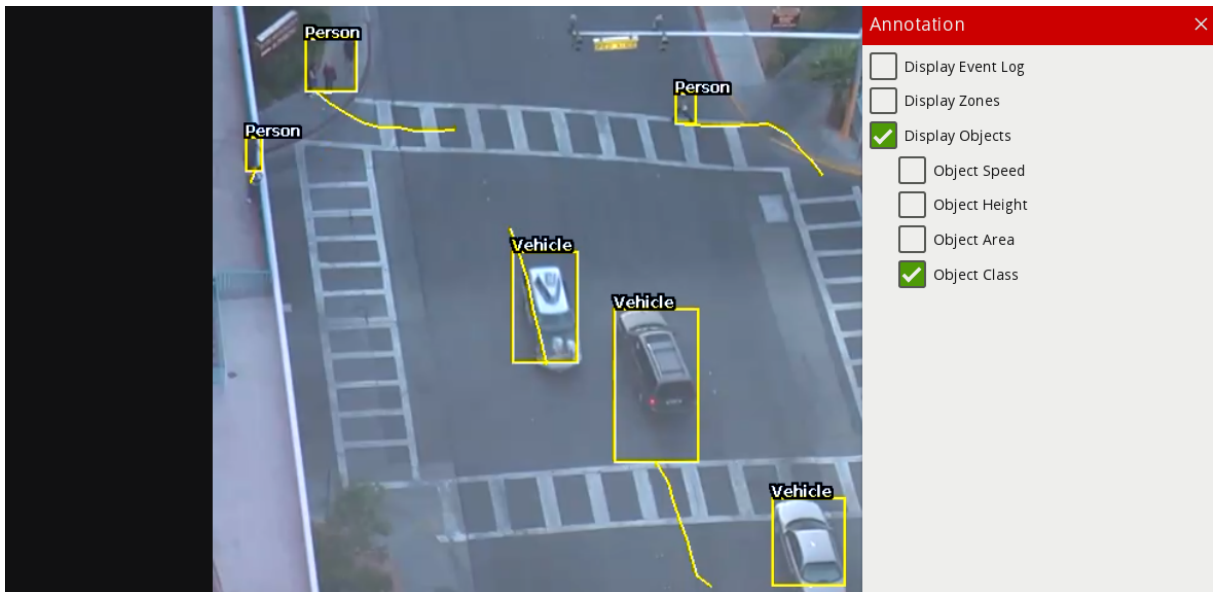 Person
Person
Person
Vehicle
Vehicle
Vehicle
Annotation
Display Event Log
Display Zones
Display Objects
Object Speed
Object Height
Object Area
Object Class